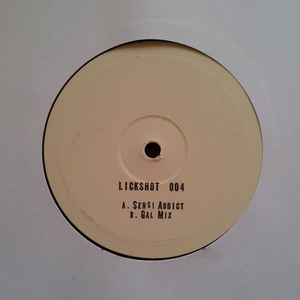 LICKSHOT 004
A. SENSI ADDICT
B. GAL MIX